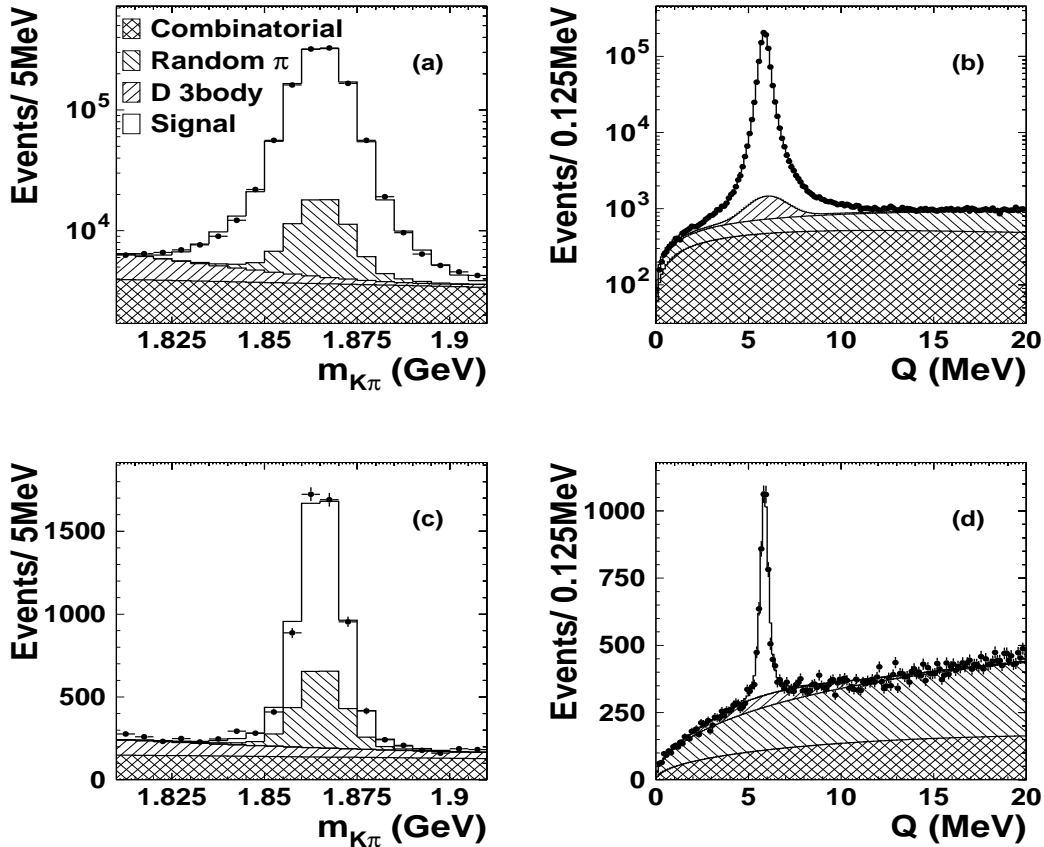 Events/ 5MeV
Combinatorial
Random π
D 3body
Signal
(a)
10^5
10^4
1.825 1.85 1.875 1.9
m_Kπ (GeV)
Events/ 0.125MeV
(b)
10^5
10^4
10^3
10^2
0 5 10 15 20
Q (MeV)
Events/ 5MeV
(c)
1500
1000
500
0
1.825 1.85 1.875 1.9
m_Kπ (GeV)
Events/ 0.125MeV
(d)
1000
750
500
250
0
0 5 10 15 20
Q (MeV)